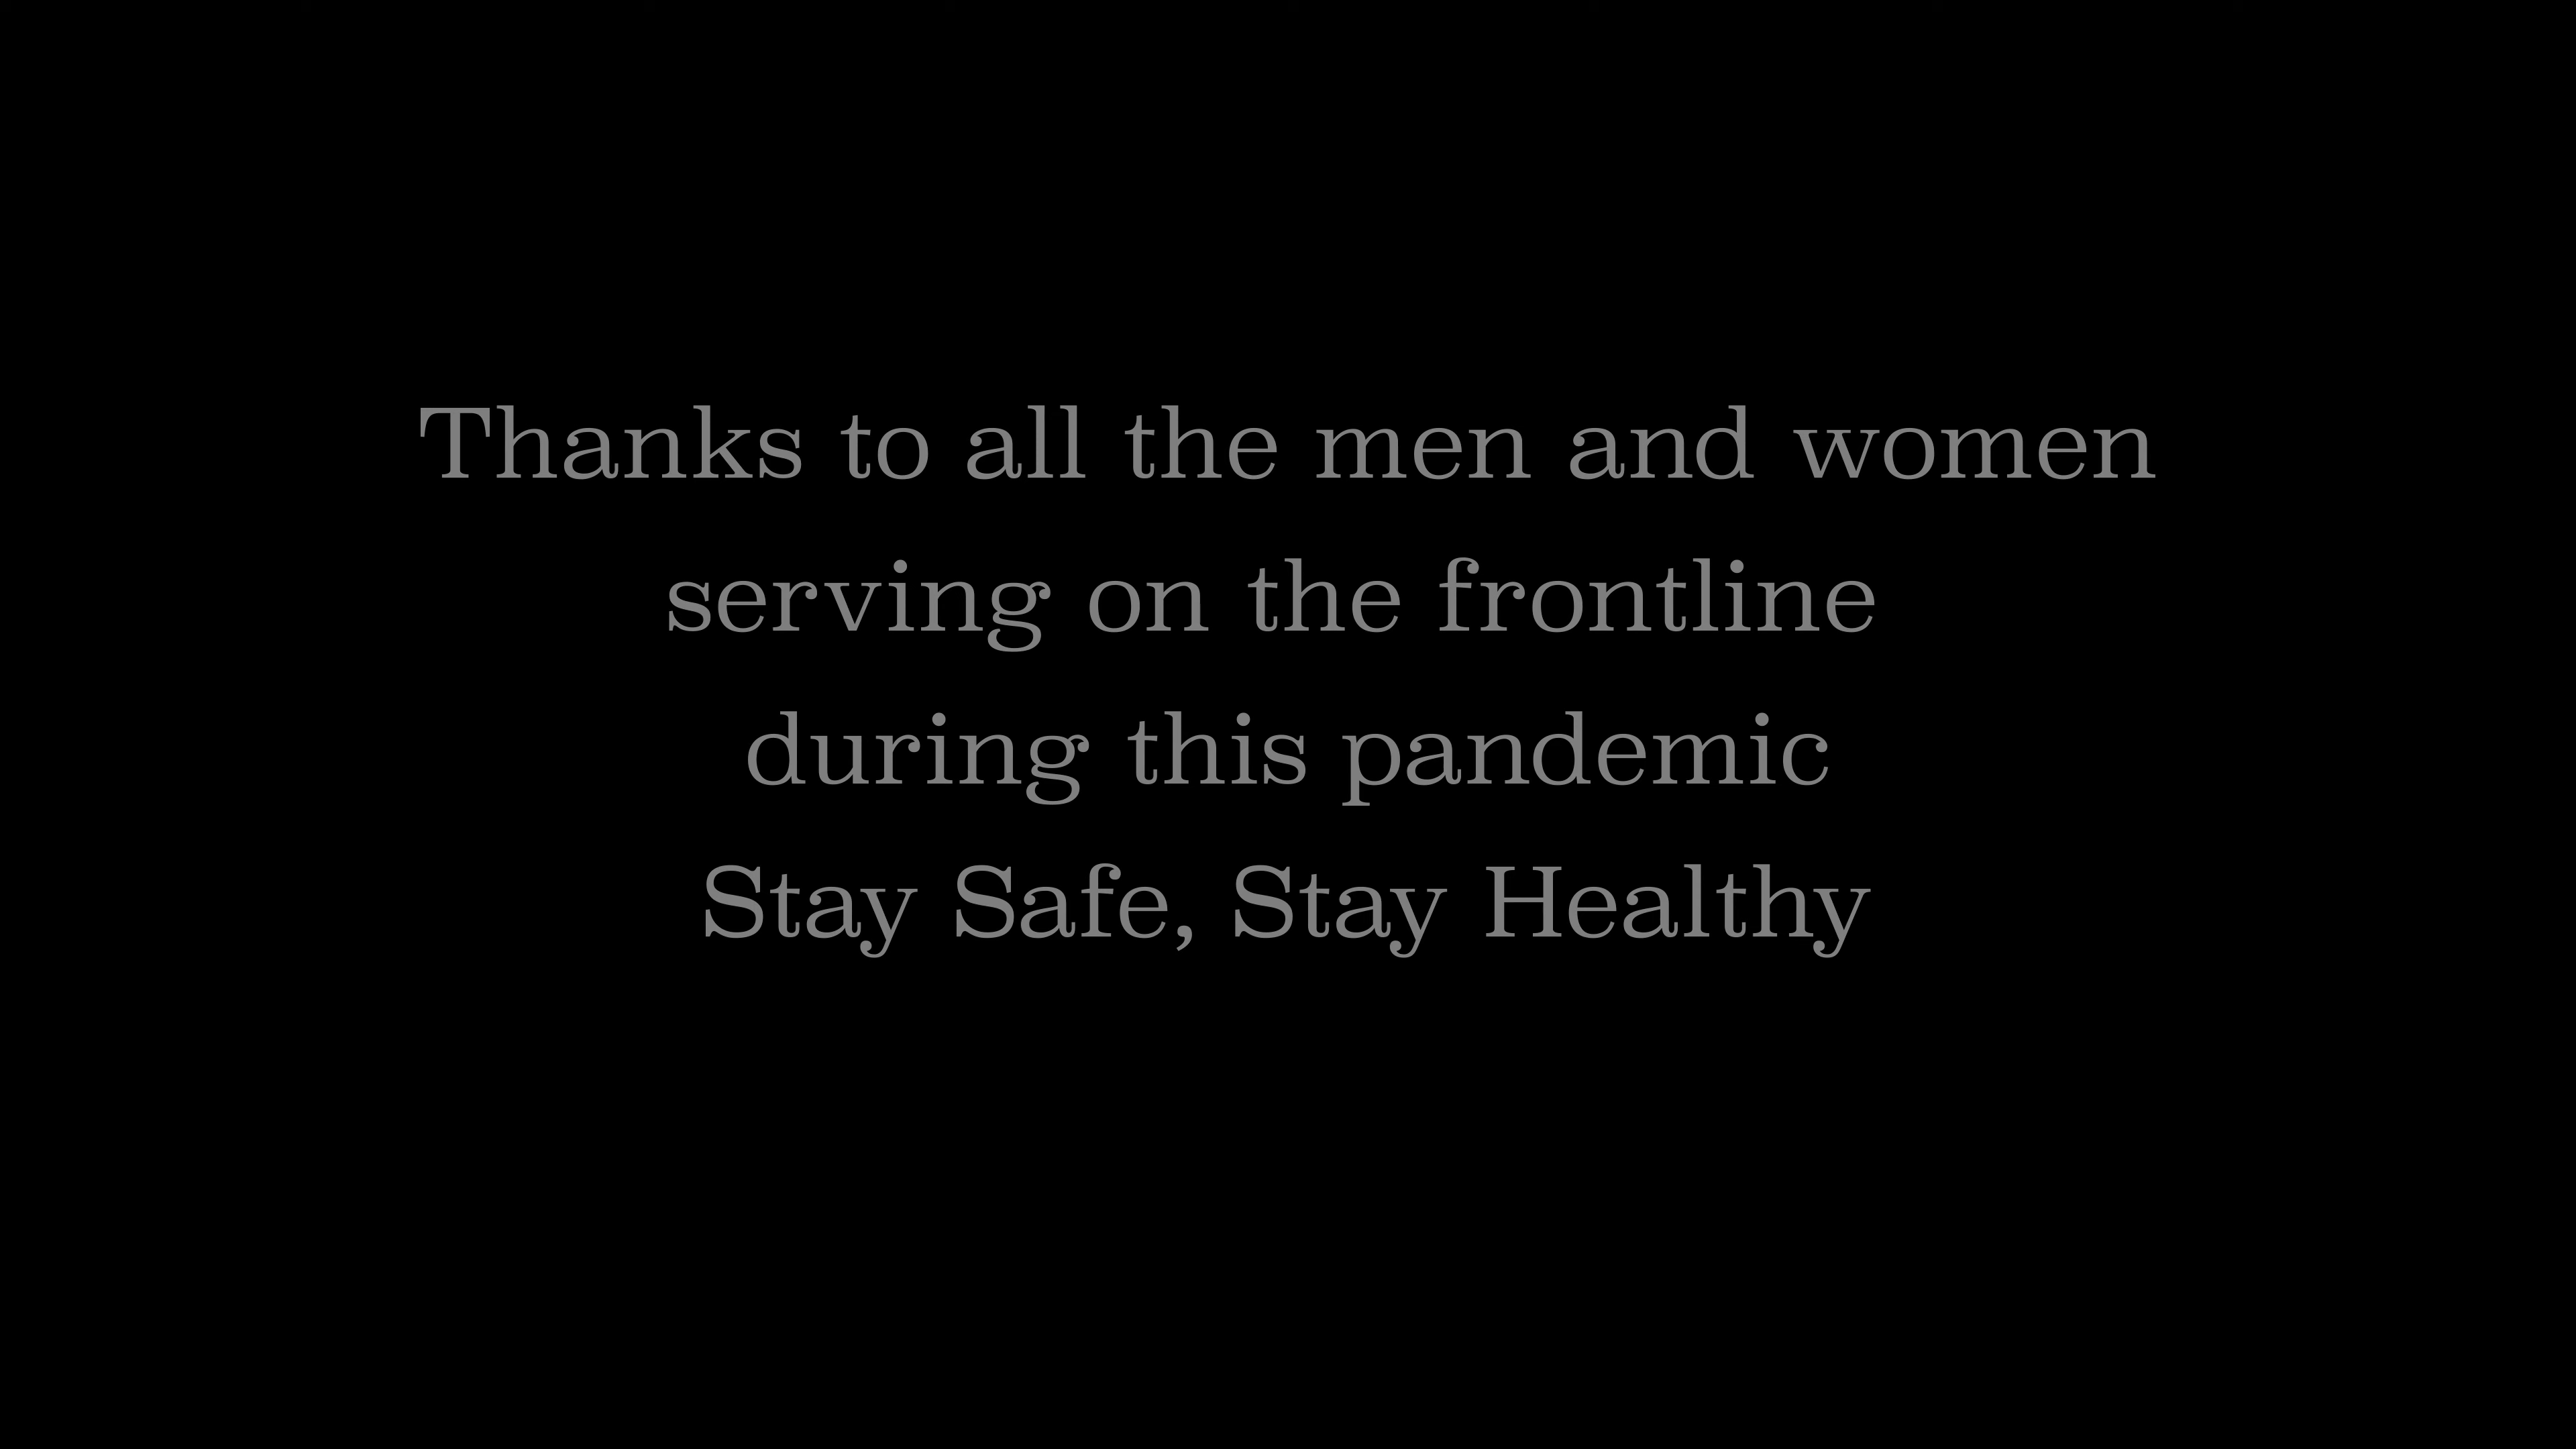 Thanks to all the men and women
serving on the frontline
during this pandemic
Stay Safe, Stay Healthy